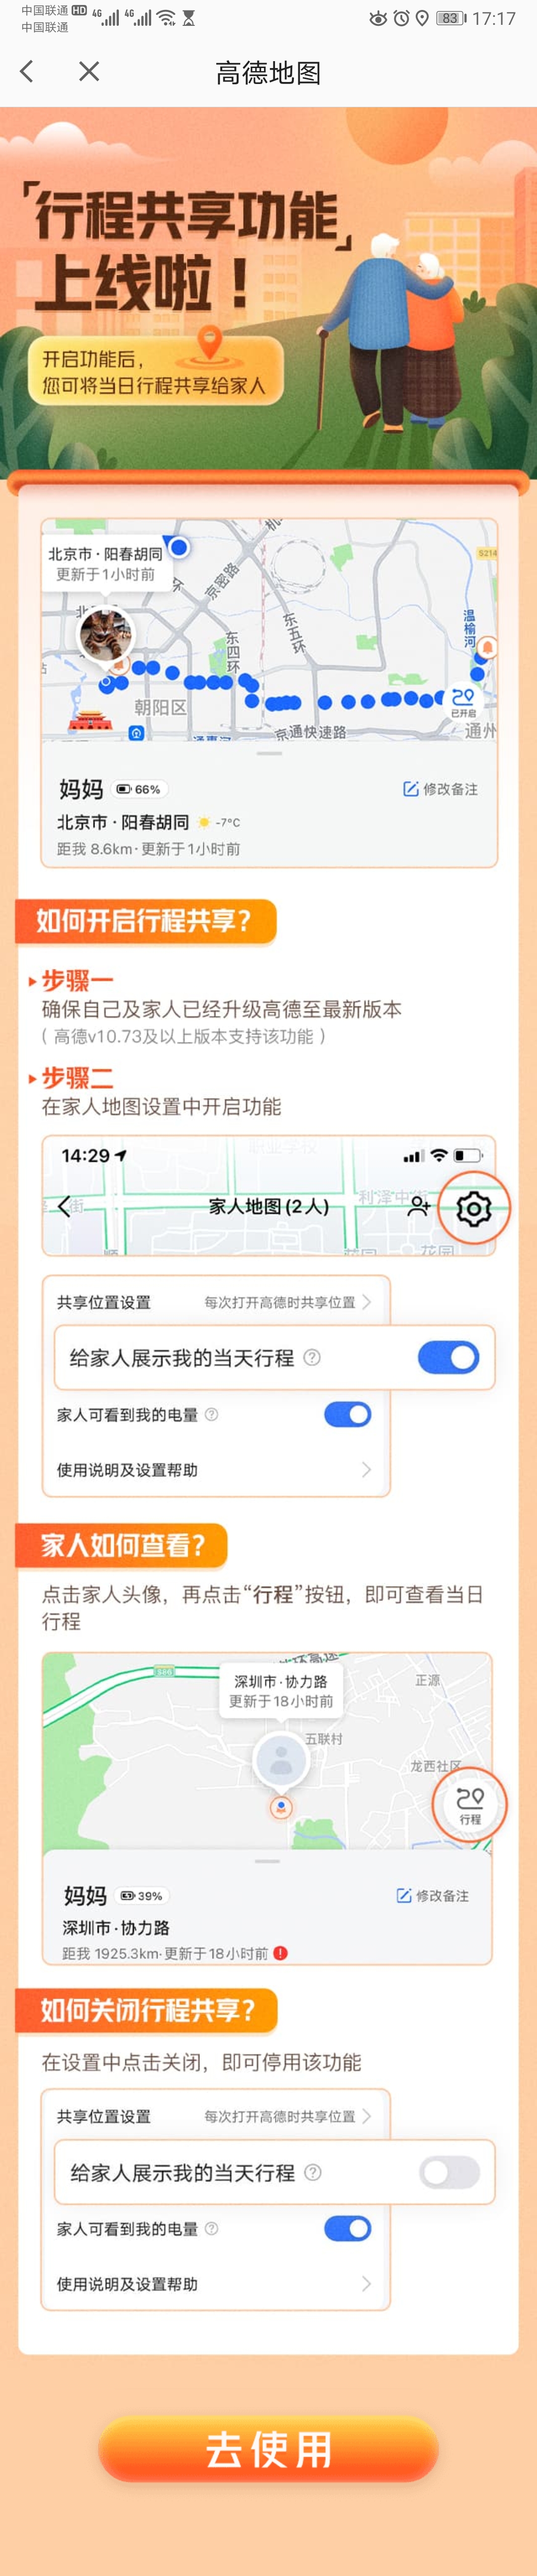 中国联通 HD 4G 4G 83 17:17
中国联通
高德地图
「行程共享功能」
上线啦！
开启功能后，
您可将当日行程共享给家人
北京市·阳春胡同
更新于1小时前
京密路
东四环
东五环
温榆河
S214
朝阳区
已开启
京通快速路
通州
妈妈 66% 修改备注
北京市·阳春胡同 -7°C
距我 8.6km·更新于1小时前
如何开启行程共享？
步骤一
确保自己及家人已经升级高德至最新版本
（ 高德v10.73及以上版本支持该功能 ）
步骤二
在家人地图设置中开启功能
14:29
家人地图(2人)
利泽中街
花园
共享位置设置 每次打开高德时共享位置
给家人展示我的当天行程
家人可看到我的电量
使用说明及设置帮助
家人如何查看？
点击家人头像，再点击“行程”按钮，即可查看当日
行程
深圳市·协力路
更新于18小时前
正源
五联村
龙西社区
行程
妈妈 39% 修改备注
深圳市·协力路
距我 1925.3km·更新于18小时前
如何关闭行程共享？
在设置中点击关闭，即可停用该功能
共享位置设置 每次打开高德时共享位置
给家人展示我的当天行程
家人可看到我的电量
使用说明及设置帮助
去使用